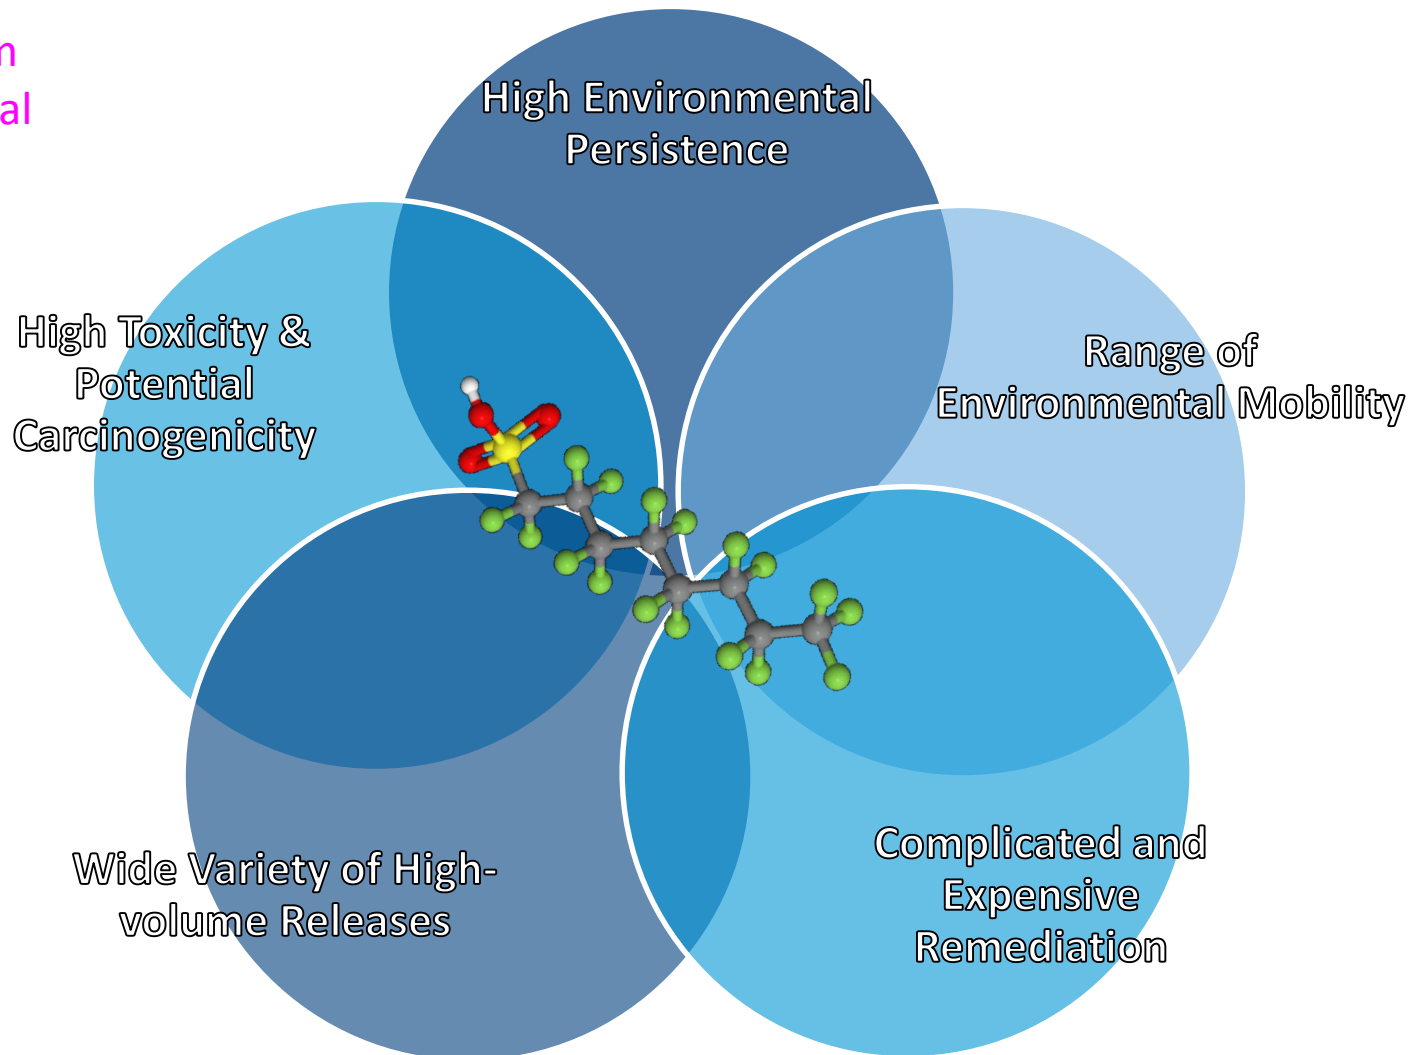 High Environmental
Persistence
High Toxicity &
Potential
Carcinogenicity
Range of
Environmental Mobility
Wide Variety of High-
volume Releases
Complicated and
Expensive
Remediation